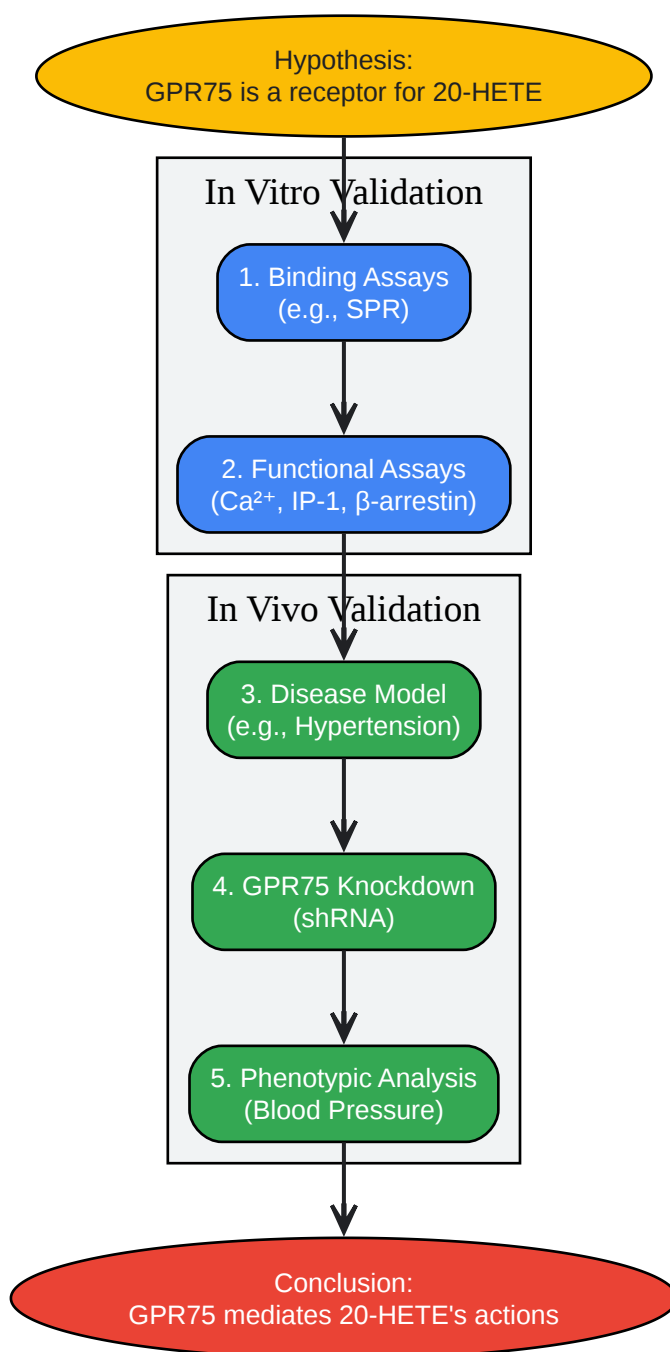 Hypothesis:
GPR75 is a receptor for 20-HETE
In Vitro Validation
1. Binding Assays
(e.g., SPR)
2. Functional Assays
(Ca²⁺, IP-1, β-arrestin)
In Vivo Validation
3. Disease Model
(e.g., Hypertension)
4. GPR75 Knockdown
(shRNA)
5. Phenotypic Analysis
(Blood Pressure)
Conclusion:
GPR75 mediates 20-HETE's actions